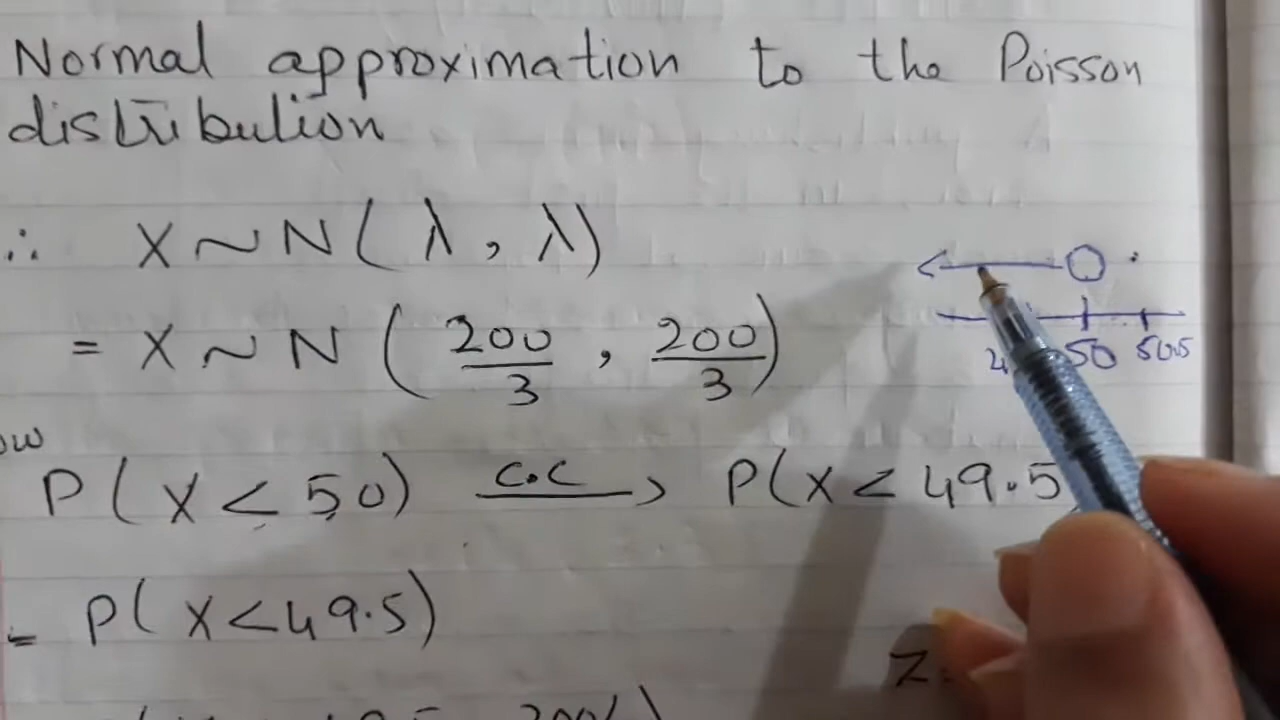 Normal approximation to the Poisson
distribution
∴ X ~ N( λ , λ)
= X ~ N ( 200/3 , 200/3 )
50 50.5
P( X < 50) C.C → P(X < 49.5
= P( X < 49.5)
Z